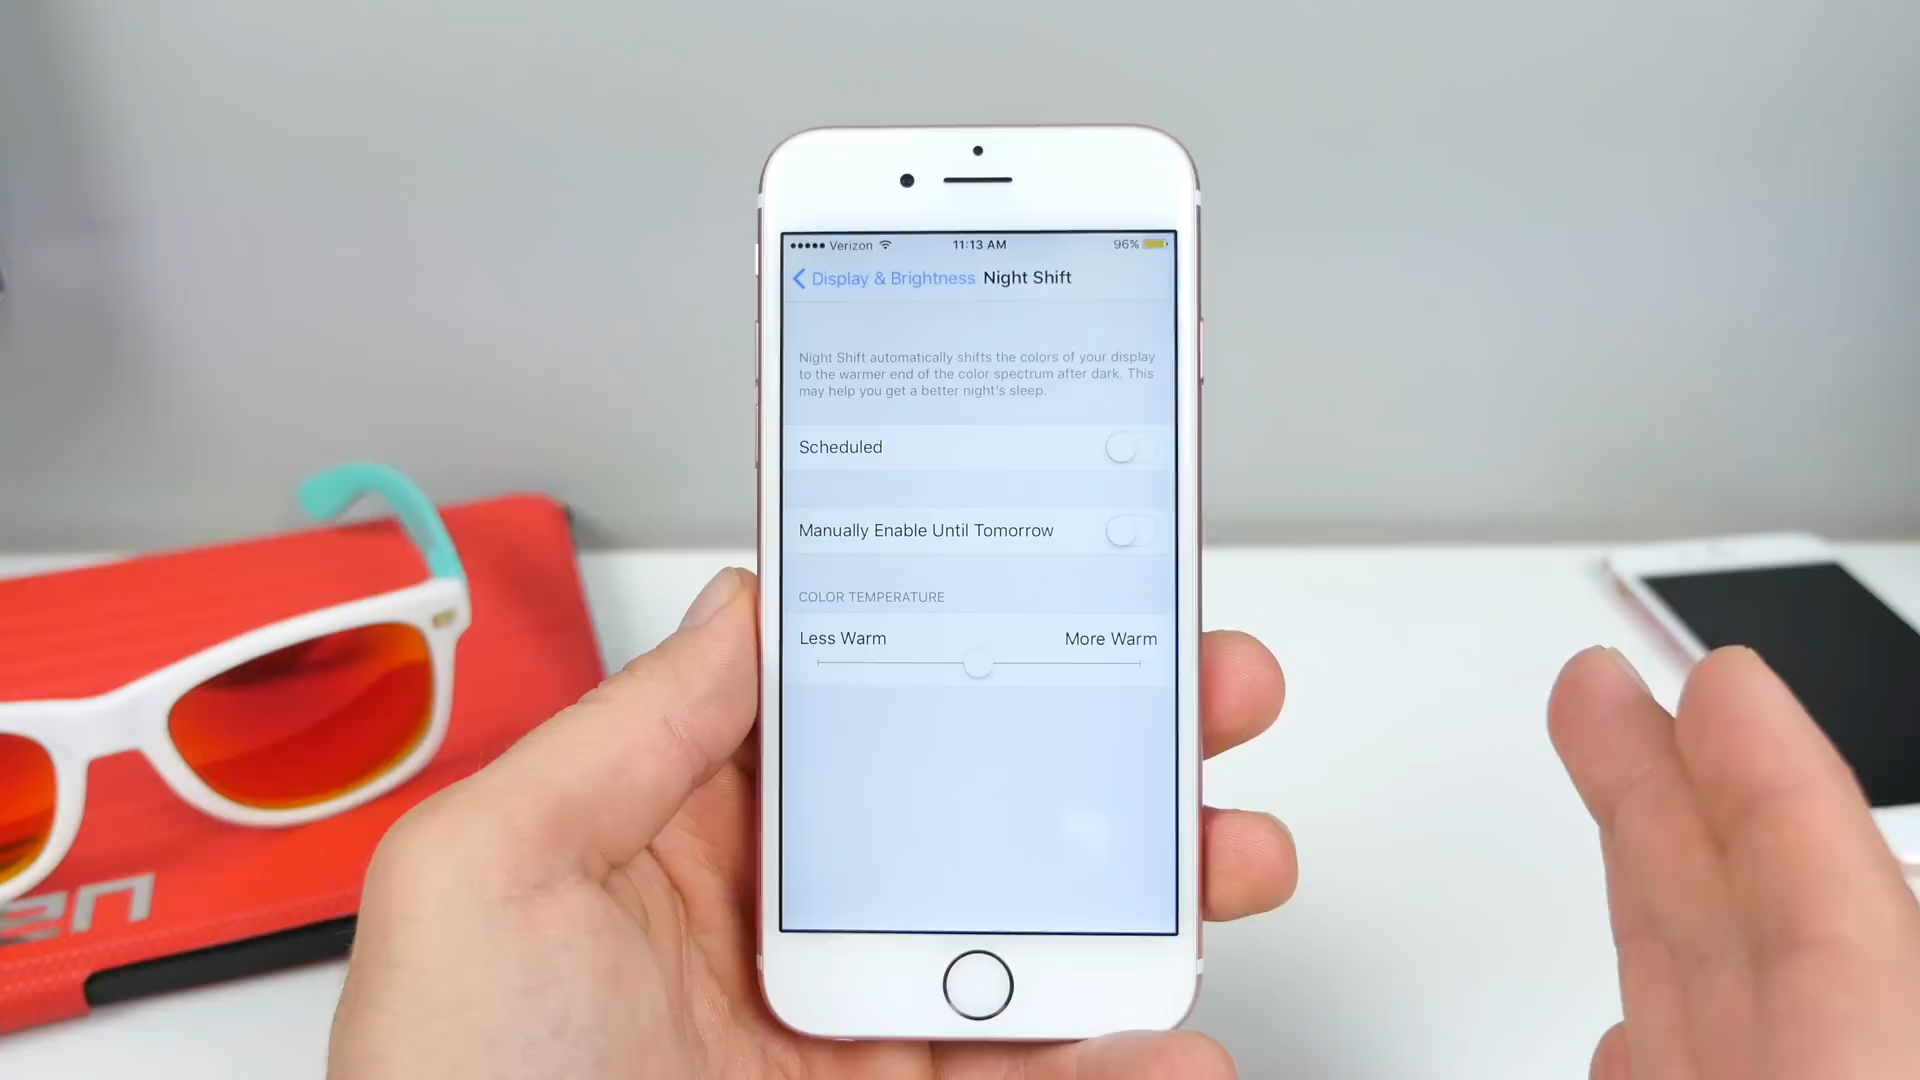 Verizon 11:13 AM 96%
Display & Brightness Night Shift
Night Shift automatically shifts the colors of your display
to the warmer end of the color spectrum after dark. This
may help you get a better night's sleep.
Scheduled
Manually Enable Until Tomorrow
COLOR TEMPERATURE
Less Warm More Warm